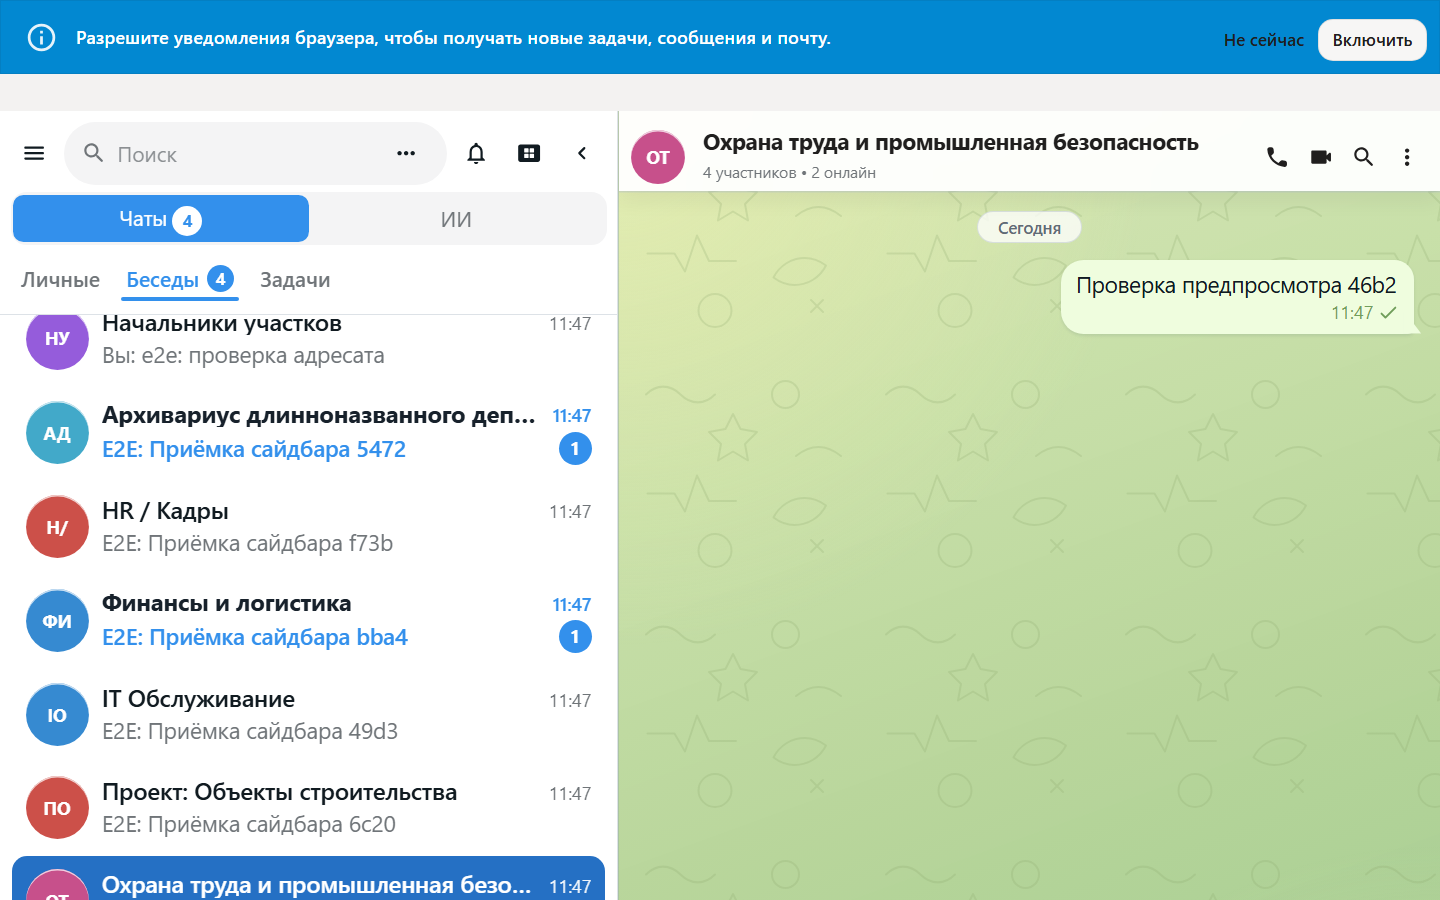 Разрешите уведомления браузера, чтобы получать новые задачи, сообщения и почту.
Не сейчас
Включить
Поиск
Чаты 4
ИИ
Личные
Беседы 4
Задачи
НУ
Начальники участков
11:47
Вы: e2e: проверка адресата
АД
Архивариус длинноназванного деп...
11:47
E2E: Приёмка сайдбара 5472
1
Н/
HR / Кадры
11:47
E2E: Приёмка сайдбара f73b
ФИ
Финансы и логистика
11:47
E2E: Приёмка сайдбара bba4
1
IO
IT Обслуживание
11:47
E2E: Приёмка сайдбара 49d3
ПО
Проект: Объекты строительства
11:47
E2E: Приёмка сайдбара 6c20
ОТ
Охрана труда и промышленная безо...
11:47
ОТ
Охрана труда и промышленная безопасность
4 участников • 2 онлайн
Сегодня
Проверка предпросмотра 46b2
11:47